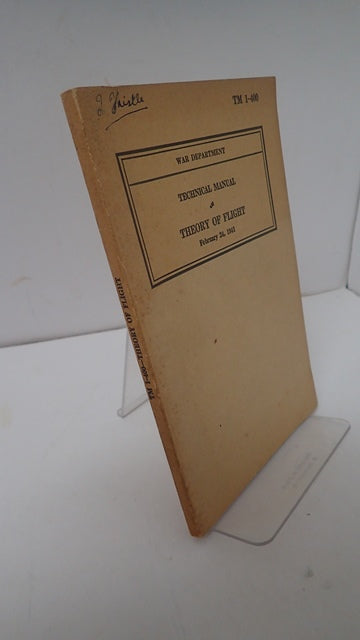 Thistle
TM 1-400
WAR DEPARTMENT
TECHNICAL MANUAL
THEORY OF FLIGHT
February 24, 1941
TM 1-400—THEORY OF FLIGHT